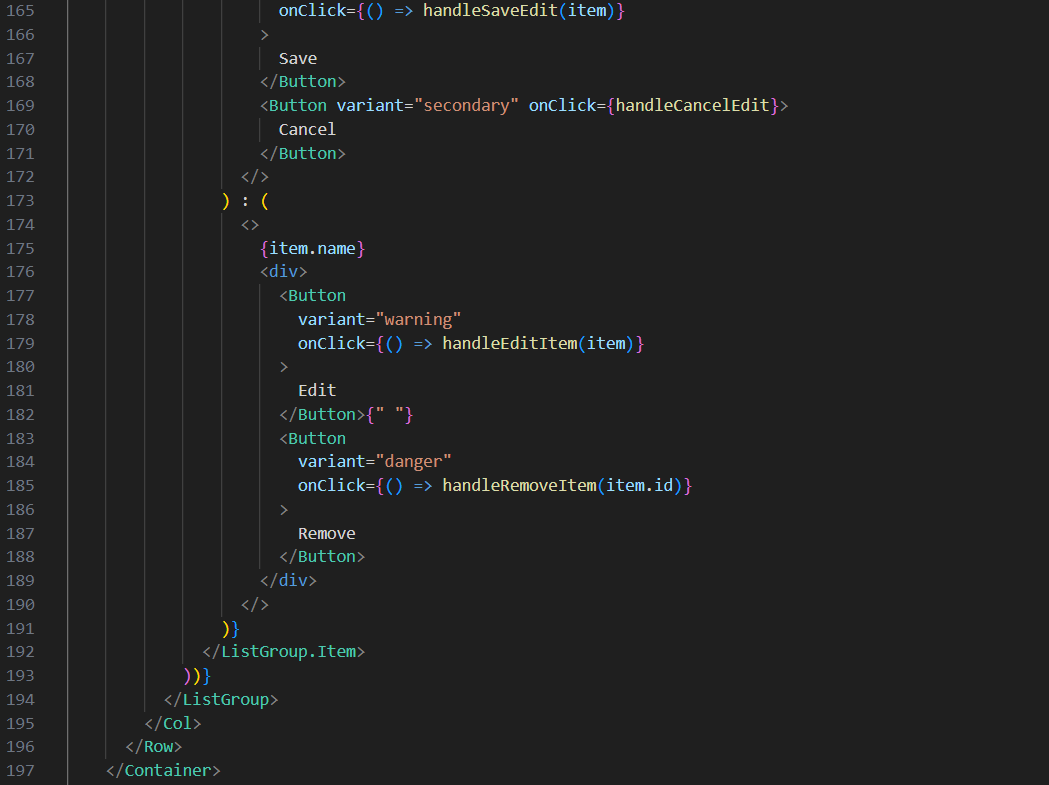 165 onClick={() => handleSaveEdit(item)}
166 >
167 Save
168 </Button>
169 <Button variant="secondary" onClick={handleCancelEdit}>
170 Cancel
171 </Button>
172 </>
173 ) : (
174 <>
175 {item.name}
176 <div>
177 <Button
178 variant="warning"
179 onClick={() => handleEditItem(item)}
180 >
181 Edit
182 </Button>{" "}
183 <Button
184 variant="danger"
185 onClick={() => handleRemoveItem(item.id)}
186 >
187 Remove
188 </Button>
189 </div>
190 </>
191 )}
192 </ListGroup.Item>
193 ))}
194 </ListGroup>
195 </Col>
196 </Row>
197 </Container>